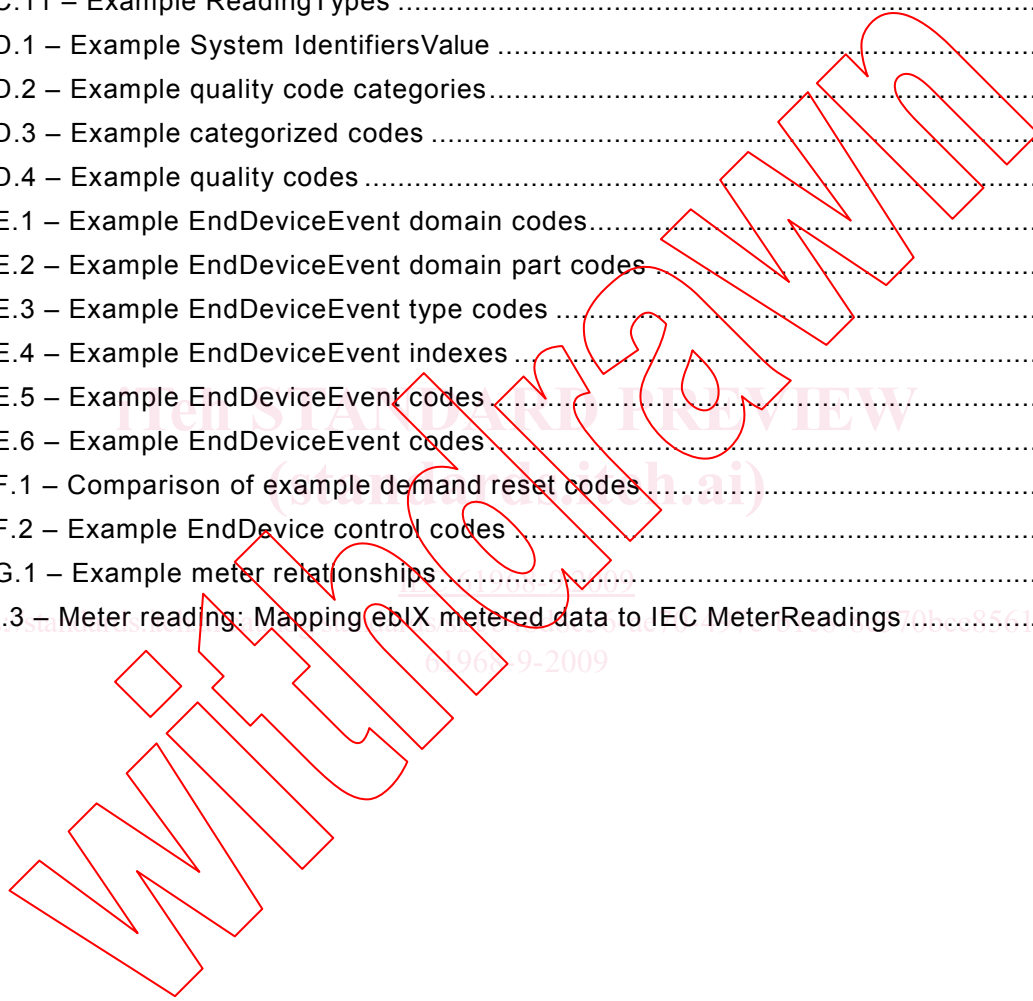 C.11 – Example ReadingTypes ........................................................
D.1 – Example System IdentifiersValue ........................................................
D.2 – Example quality code categories........................................................
D.3 – Example categorized codes ........................................................
D.4 – Example quality codes ........................................................
E.1 – Example EndDeviceEvent domain codes........................................................
E.2 – Example EndDeviceEvent domain part codes ........................................................
E.3 – Example EndDeviceEvent type codes ........................................................
E.4 – Example EndDeviceEvent indexes ........................................................
E.5 – Example EndDeviceEvent codes ........................................................
iTeh STANDARD PREVIEW
E.6 – Example EndDeviceEvent codes ........................................................
(standards.iteh.ai)
F.1 – Comparison of example demand reset codes ........................................................
F.2 – Example EndDevice control codes ........................................................
G.1 – Example meter relationships........................................................
61968-9-2009
.3 – Meter reading: Mapping ebIX metered data to IEC MeterReadings........................................................
61968-9-2009
withdrawn